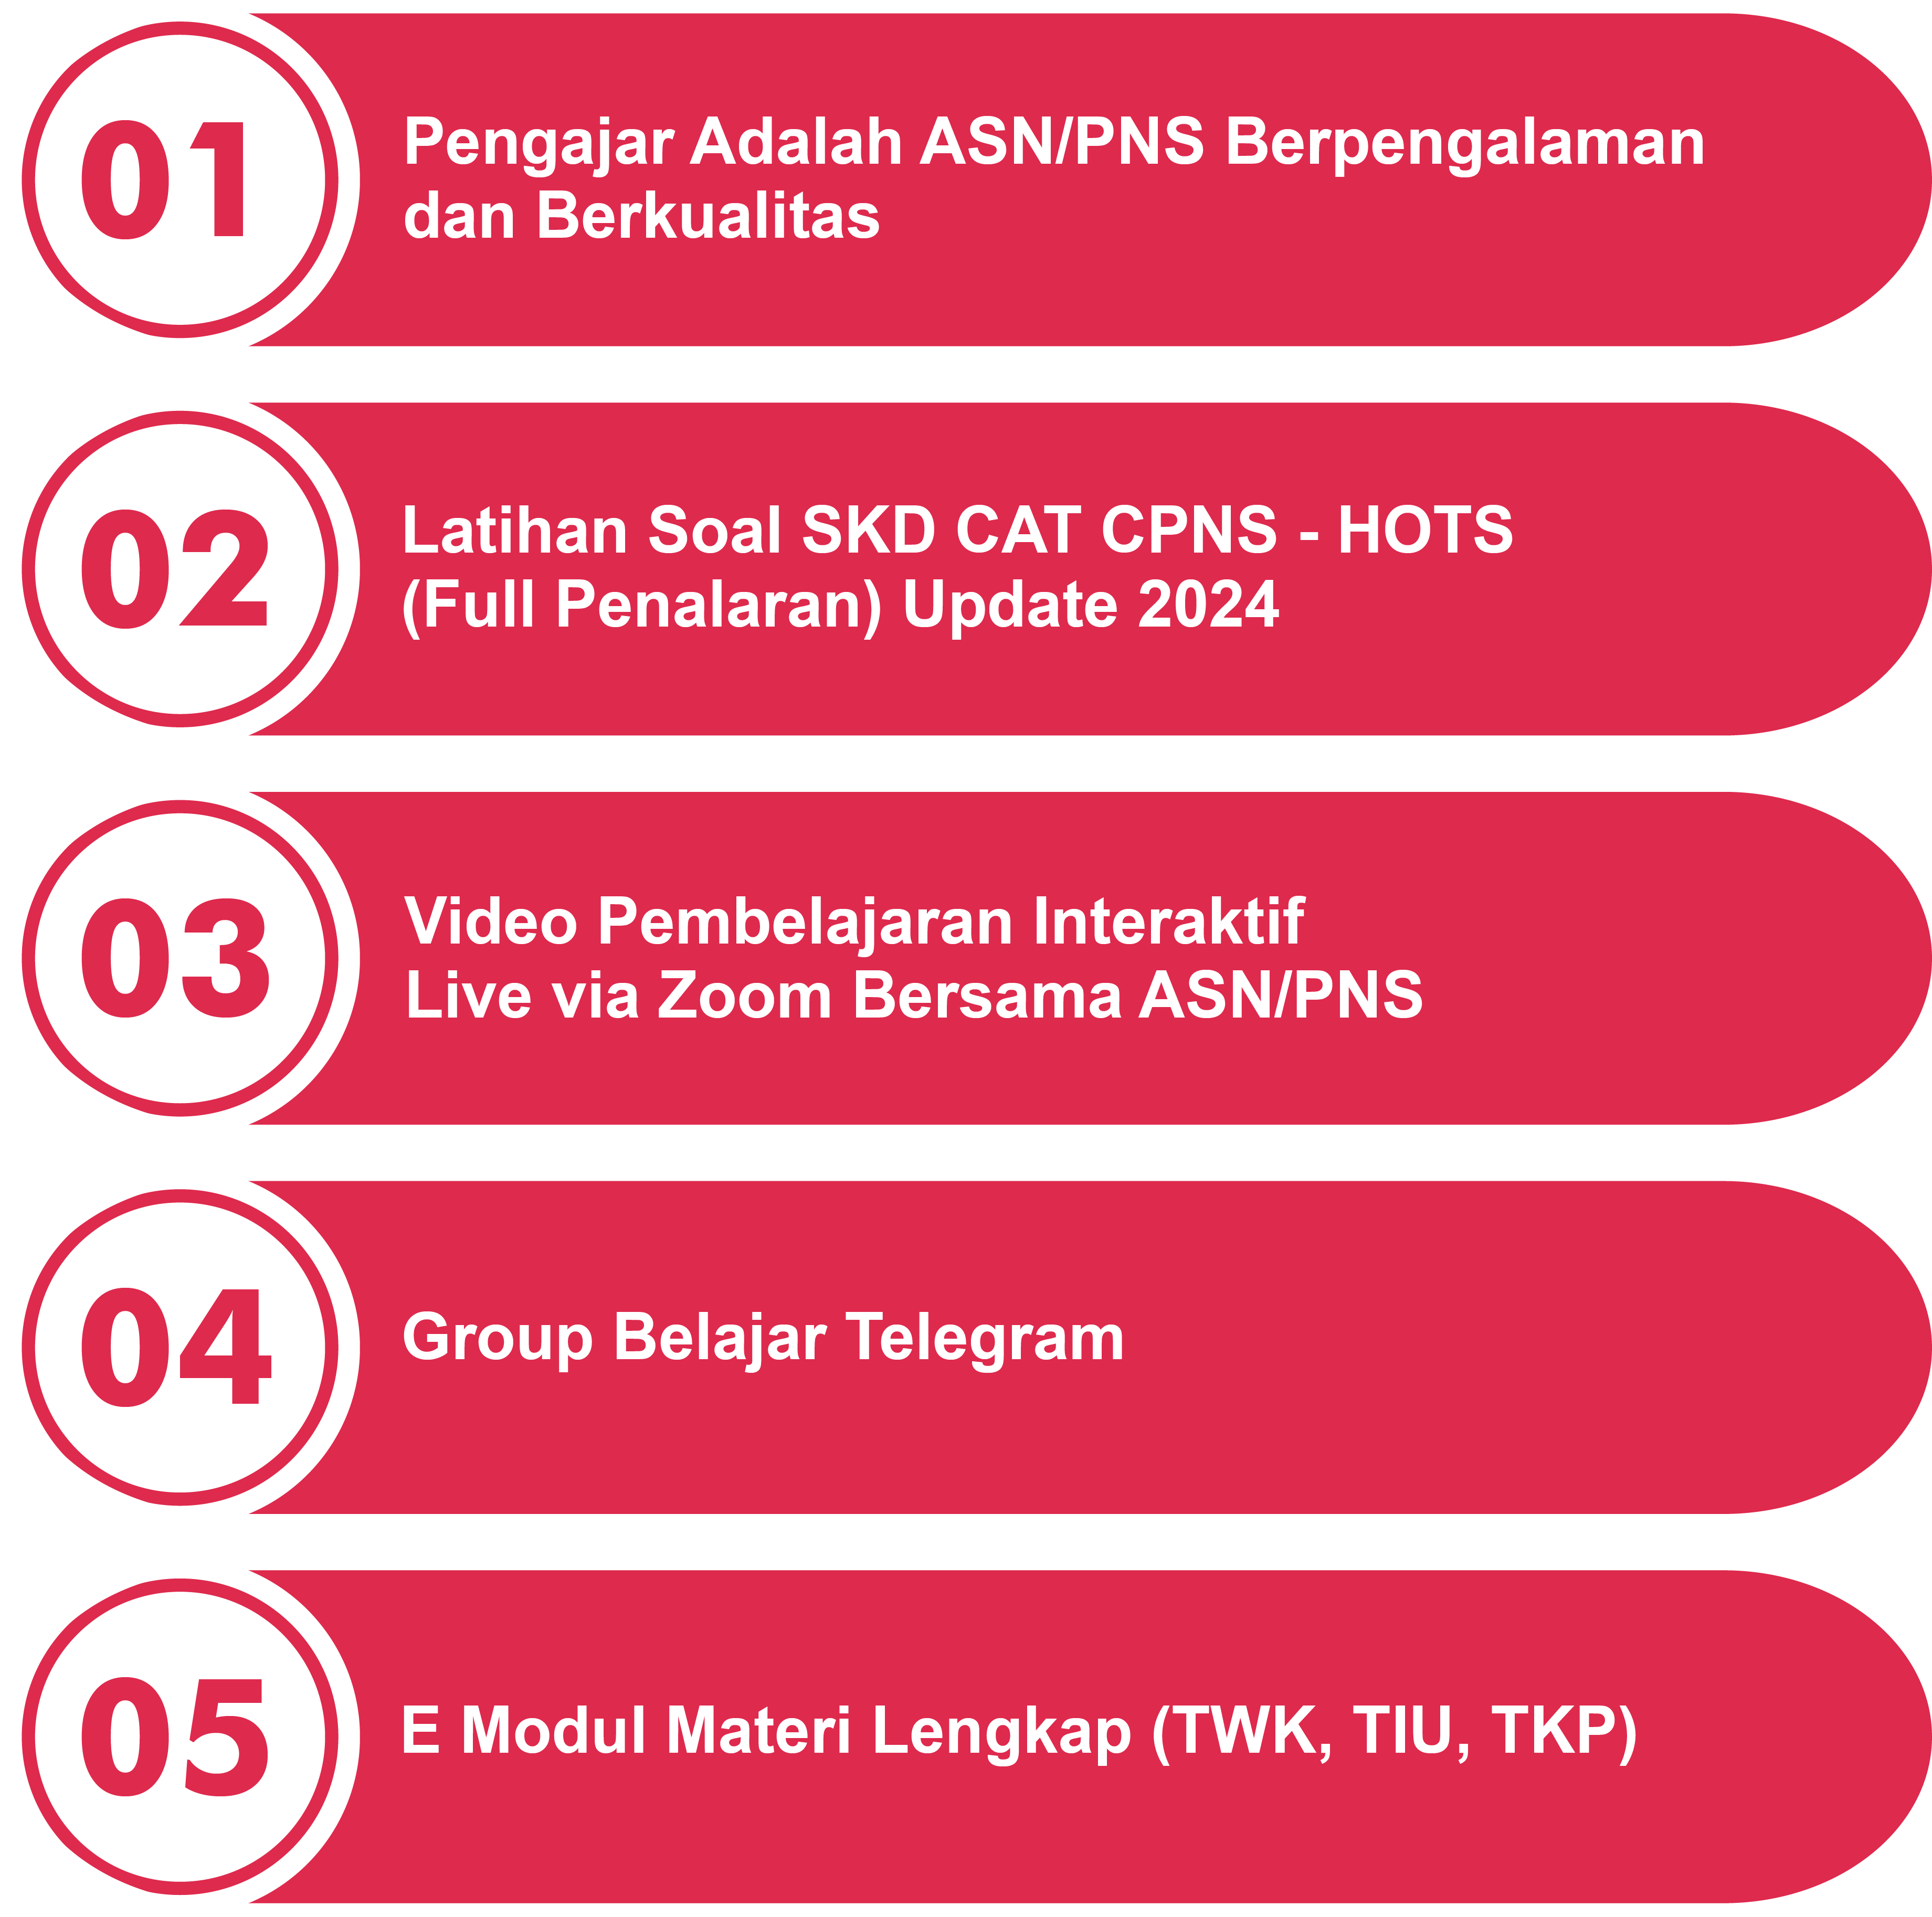 01
Pengajar Adalah ASN/PNS Berpengalaman
dan Berkualitas
02
Latihan Soal SKD CAT CPNS - HOTS
(Full Penalaran) Update 2024
03
Video Pembelajaran Interaktif
Live via Zoom Bersama ASN/PNS
04
Group Belajar Telegram
05
E Modul Materi Lengkap (TWK, TIU, TKP)